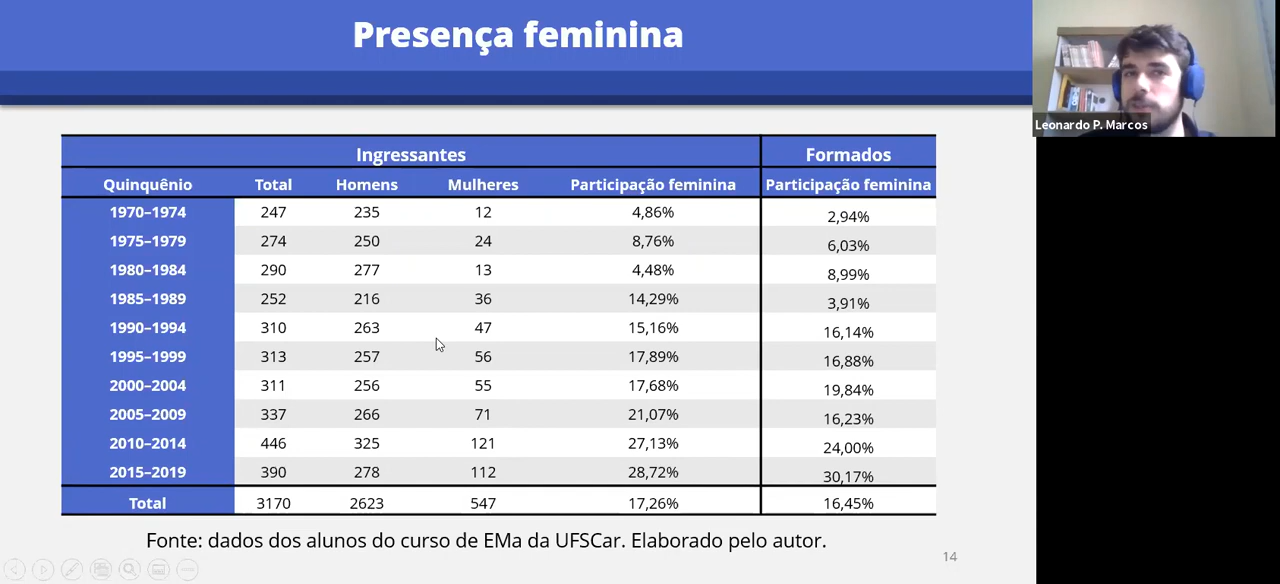 Presença feminina
Leonardo P. Marcos
Ingressantes Formados
Quinquênio Total Homens Mulheres Participação feminina Participação feminina
1970–1974 247 235 12 4,86% 2,94%
1975–1979 274 250 24 8,76% 6,03%
1980–1984 290 277 13 4,48% 8,99%
1985–1989 252 216 36 14,29% 3,91%
1990–1994 310 263 47 15,16% 16,14%
1995–1999 313 257 56 17,89% 16,88%
2000–2004 311 256 55 17,68% 19,84%
2005–2009 337 266 71 21,07% 16,23%
2010–2014 446 325 121 27,13% 24,00%
2015–2019 390 278 112 28,72% 30,17%
Total 3170 2623 547 17,26% 16,45%
Fonte: dados dos alunos do curso de EMa da UFSCar. Elaborado pelo autor.
14